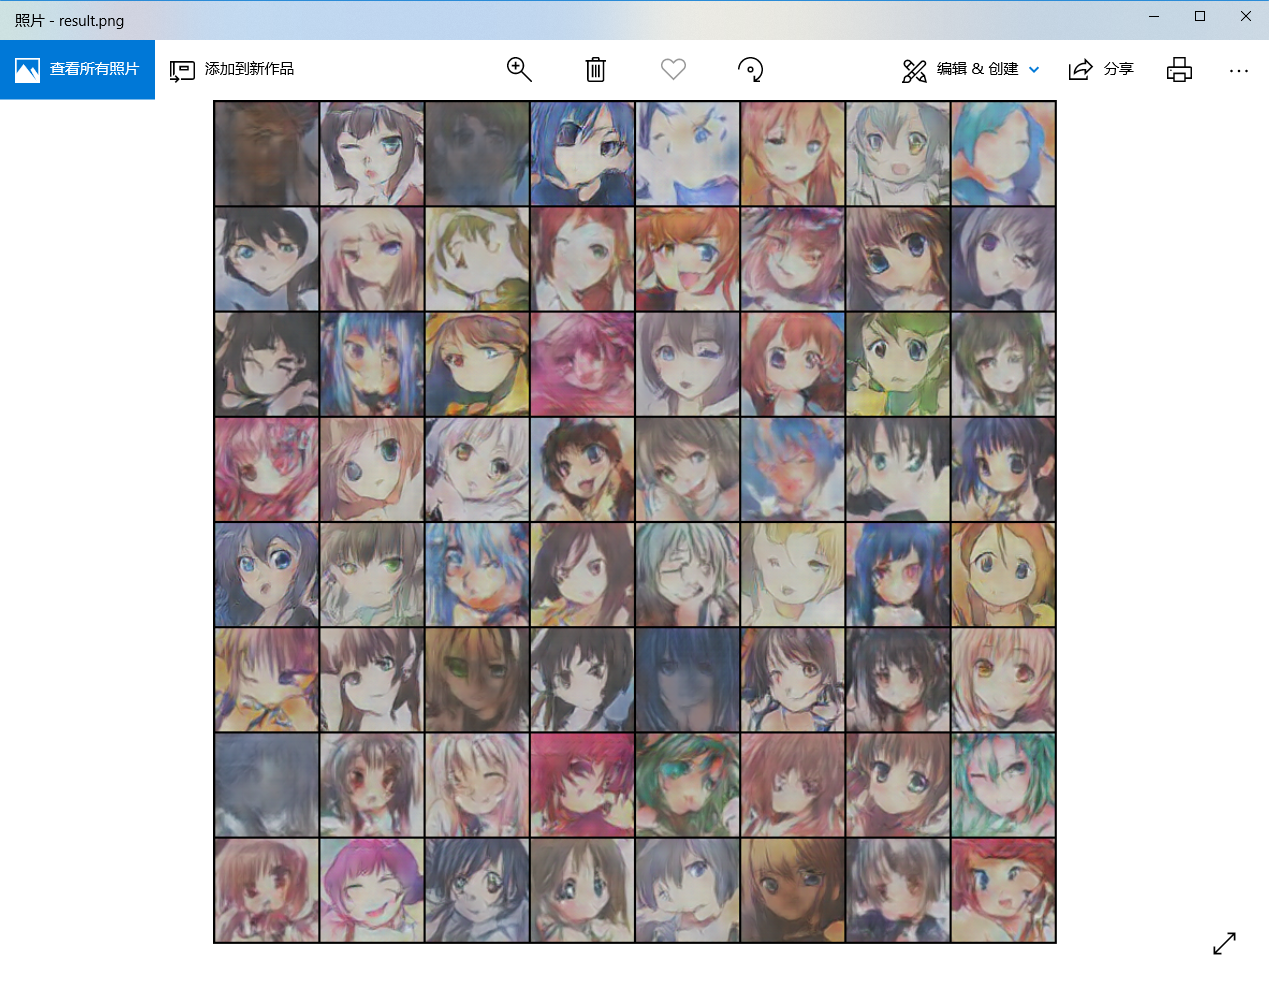 照片 - result.png
查看所有照片
添加到新作品
编辑 & 创建
分享